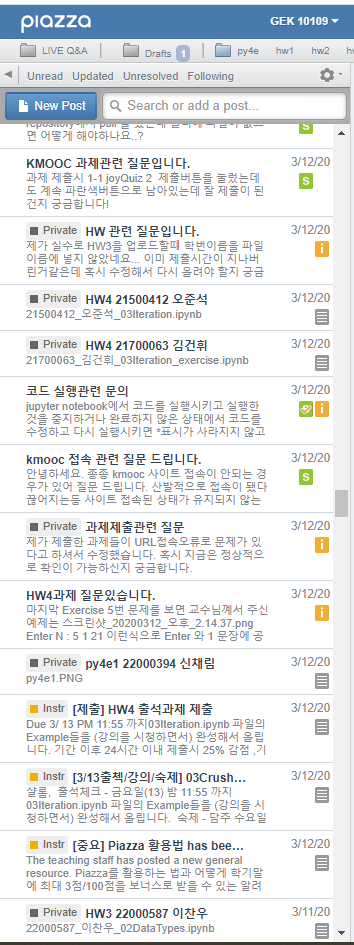 piazza
GEK 10109
LIVE Q&A
Drafts 1
py4e
hw1
hw2
Unread Updated Unresolved Following
New Post
Search or add a post...
면 어떻게 해야하나요..?
S
KMOOC 과제관련 질문입니다. 3/12/20
과제 제출시 1-1 joyQuiz 2 제출버튼을 눌렀는데
도 계속 파란색버튼으로 남아있는데 잘 제출이 된
건지 궁금합니다!
S
Private HW 관련 질문입니다. 3/12/20
제가 실수로 HW3을 업로드할때 학번이름을 파일
이름에 넣지 않았네요... 이미 제출시간이 지나버
린거같은데 혹시 수정해서 다시 올려야 할지 궁금
i
Private HW4 21500412 오준석 3/12/20
21500412_오준석_03Iteration.ipynb
Private HW4 21700063 김건휘 3/12/20
21700063_김건휘_03Iteration_exercise.ipynb
코드 실행관련 문의 3/12/20
jupyter notebook에서 코드를 실행시키고 실행한
것을 중지하거나 완료하지 않은 상태에서 코드를
수정하고 다시 실행시키면 *표시가 사라지지 않고
i
kmooc 접속 관련 질문 드립니다. 3/12/20
안녕하세요. 종종 kmooc 사이트 접속이 안되는 경
우가 있어 질문 드립니다. 산발적으로 접속이 됐다
끊어지는등 사이트 접속된 상태가 유지되지 않는
S
Private 과제제출관련 질문 3/12/20
제가 제출한 과제들이 URL접속오류로 문제가 있
다고 하셔서 수정했습니다. 혹시 지금은 정상적으
로 확인이 가능하신지 궁금합니다.
i
HW4과제 질문있습니다. 3/12/20
마지막 Exercise 5번 문제를 보면 교수님께서 주신
예제는 스크린샷_20200312_오후_2.14.37.png
Enter N : 5 1 21 이런식으로 Enter 와 1 문장에 공
i
Private py4e1 22000394 신채림 3/12/20
py4e1.PNG
Instr [제출] HW4 출석과제 제출 3/12/20
Due 3/ 13 PM 11:55 까지03Iteration.ipynb 파일의
Example들을 (강의을 시청하면서) 완성해서 올립
니다. 기간 이후 24시간 이내 제출시 25% 감점 ,기
Instr [3/13출첵/강의/숙제] 03Crush... 3/12/20
샬롬, 출석체크 - 금요일(13) 밤 11:55 까지
03Iteration.ipynb 파일의 Example들을 (강의을 시
청하면서) 완성해서 올립니다. 숙제 - 담주 수요일
Instr [중요] Piazza 활용법 has bee... 3/12/20
The teaching staff has posted a new general
resource. Piazza를 활용하는 법과 어떻게 학기말
에 최대 3점/100점을 보너스로 받을 수 있는 알려
Private HW3 22000587 이찬우 3/11/20
22000587_이찬우_02DataTypes.ipynb